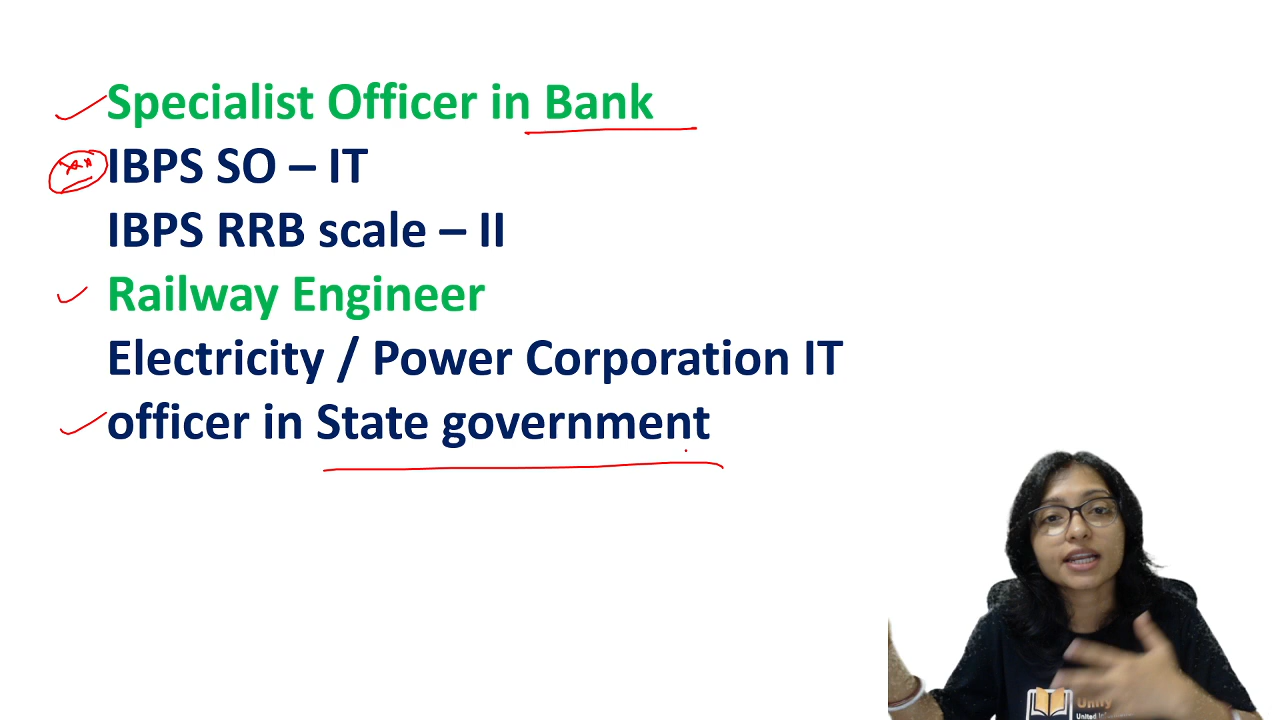 Specialist Officer in Bank
IBPS SO – IT
IBPS RRB scale – II
Railway Engineer
Electricity / Power Corporation IT
officer in State government
United